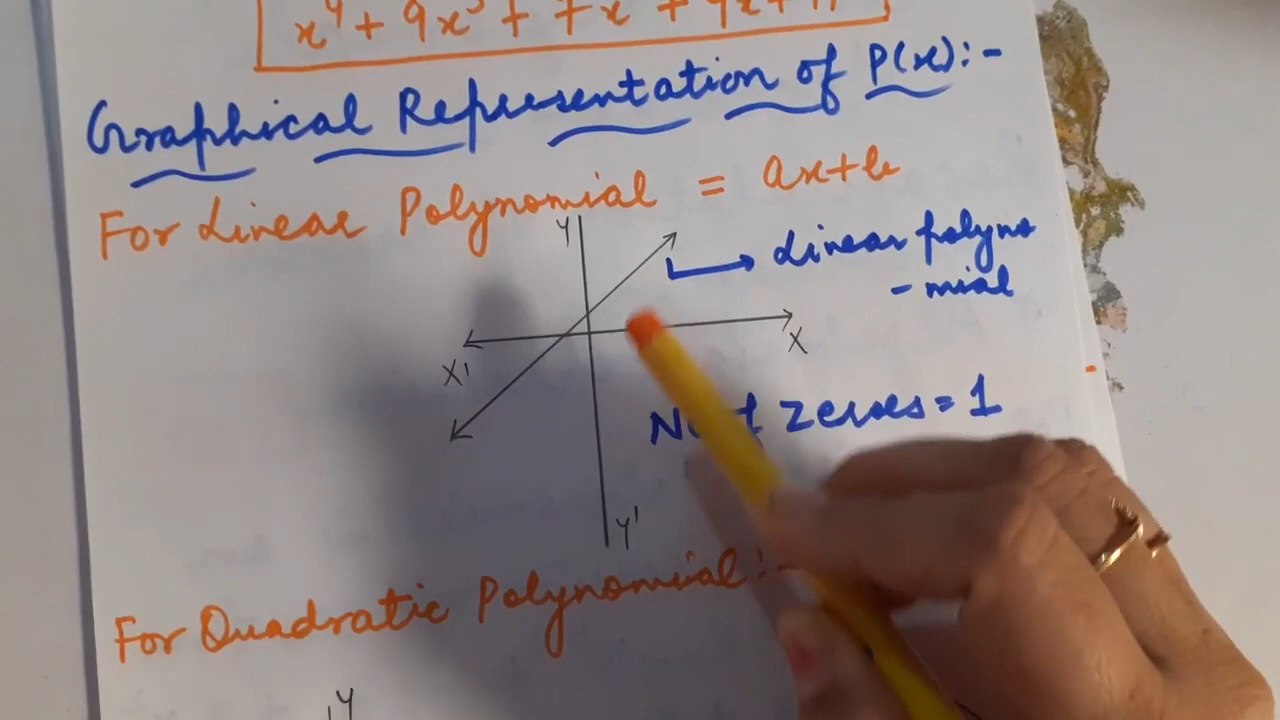 Graphical Representation of P(x):-
For Linear Polynomial = ax+b
Y
Linear polyno
- mial
X' X
Zeroes = 1
Y'
For Quadratic Polynomial:-
Y